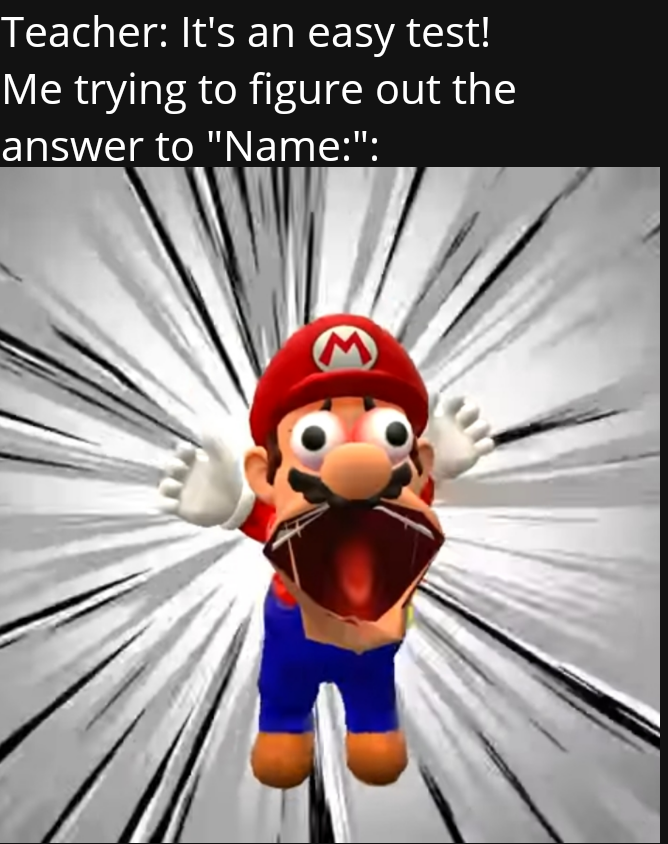 Teacher: It's an easy test!
Me trying to figure out the
answer to "Name:":
M